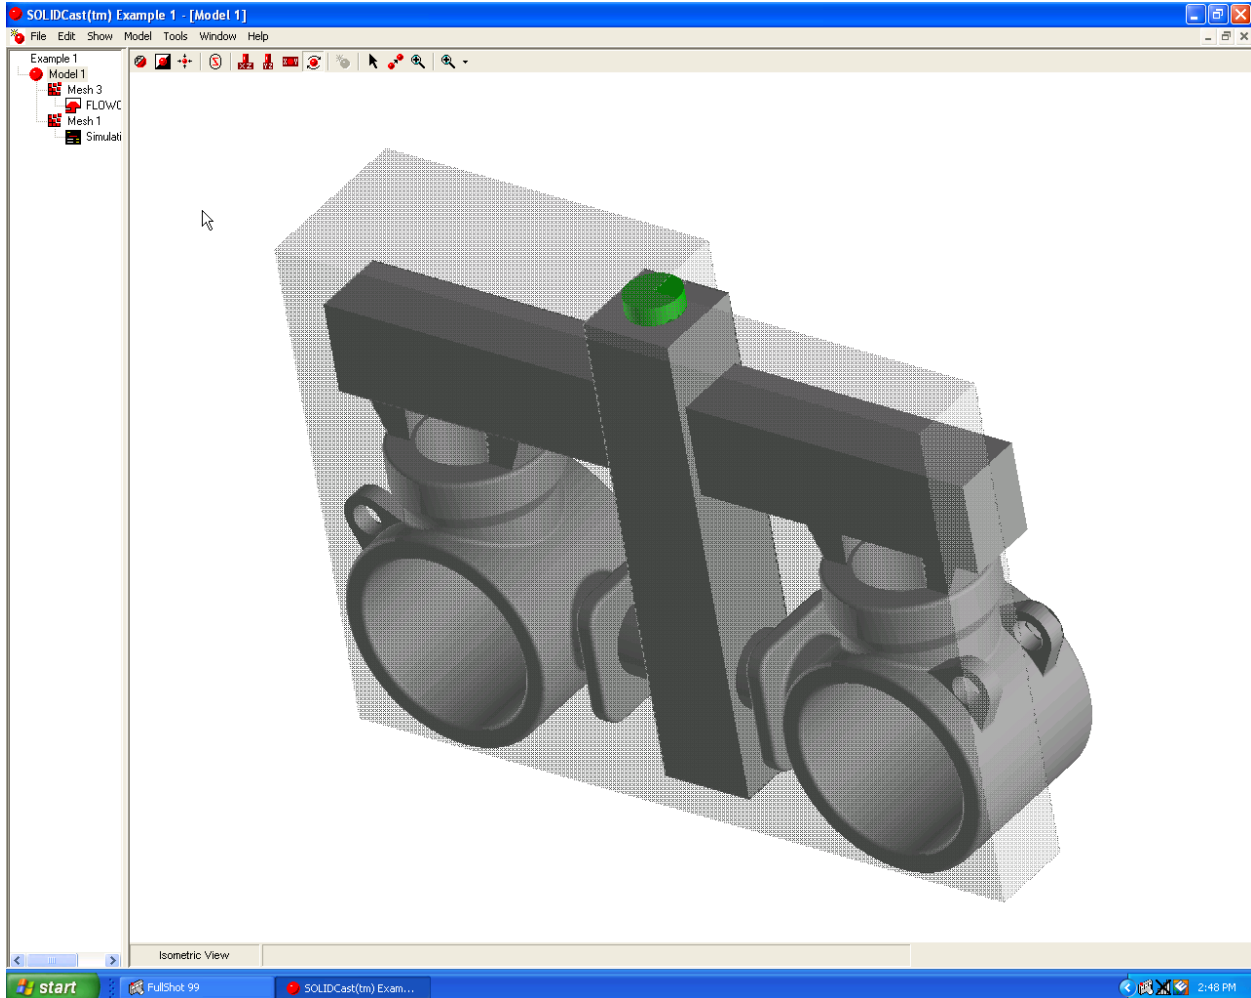 SOLIDCast(tm) Example 1 - [Model 1]
File Edit Show Model Tools Window Help
Example 1
Model 1
Mesh 3
FLOWC
Mesh 1
Simulati
Isometric View
start FullShot 99 SOLIDCast(tm) Exam... 2:48 PM